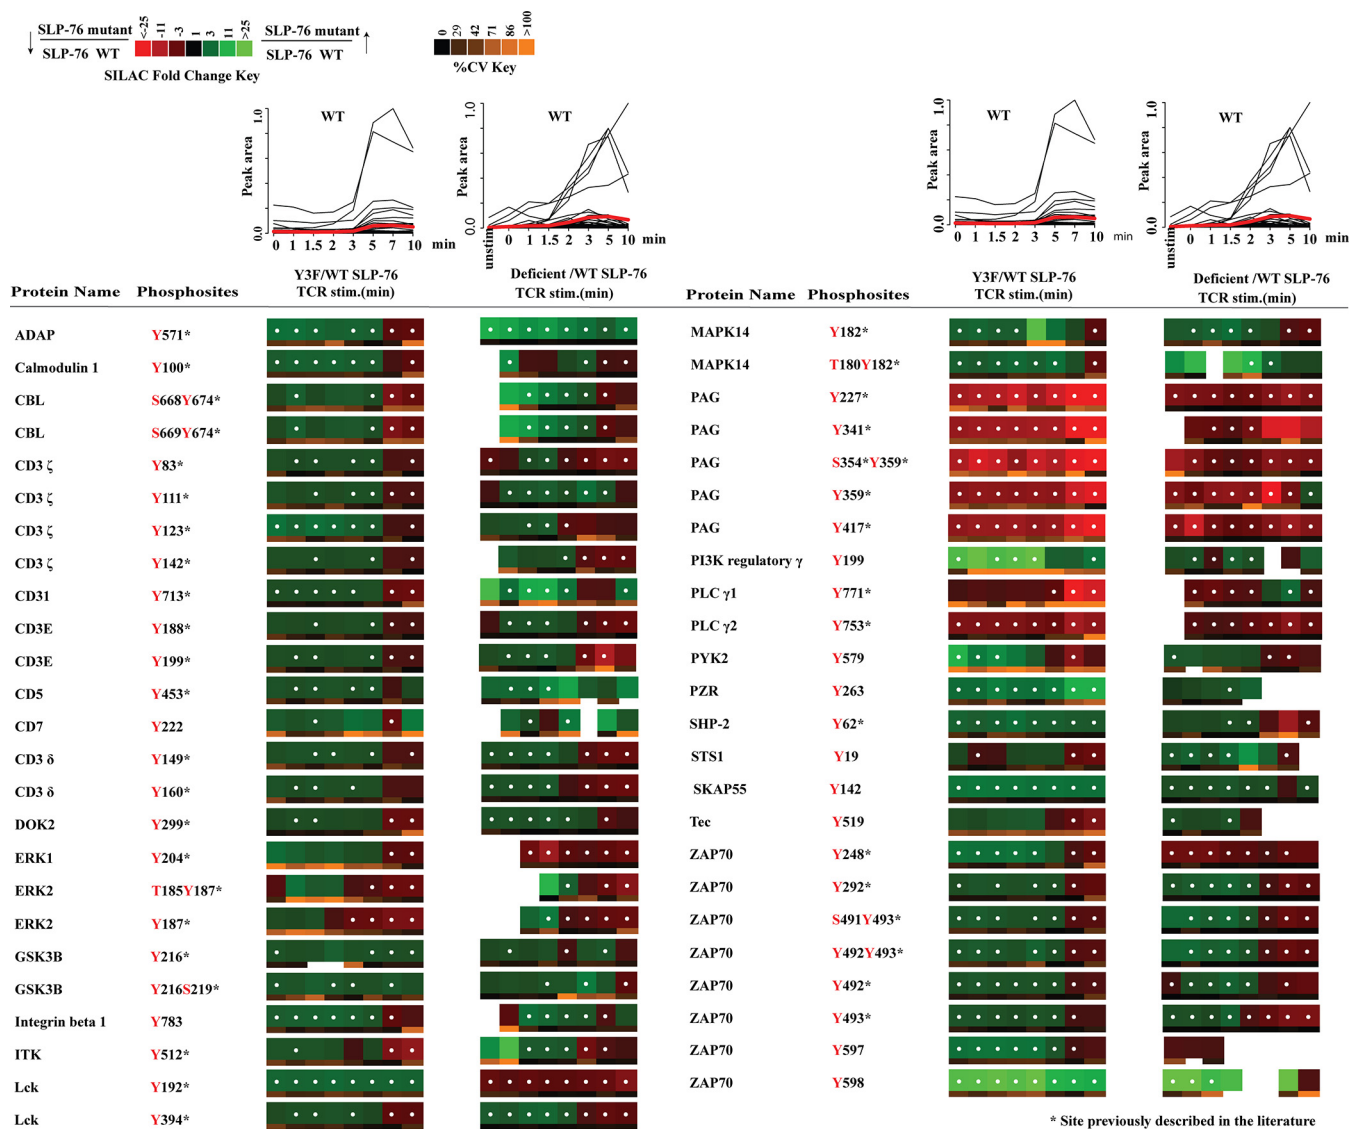 SLP-76 mutant
SLP-76 WT
<-25 -11 -3 1 3 11 >25
SLP-76 mutant
SLP-76 WT
SILAC Fold Change Key
0 29 42 71 86 >100
%CV Key
WT
Peak area
1.0
0.0
0 1 1.5 2 3 5 7 10 min
WT
Peak area
1.0
0.0
unstim 0 1 1.5 2 3 5 10 min
WT
Peak area
1.0
0.0
0 1 1.5 2 3 5 7 10 min
WT
Peak area
1.0
0.0
unstim 0 1 1.5 2 3 5 10 min
Protein Name Phosphosites
Y3F/WT SLP-76
TCR stim.(min)
Deficient /WT SLP-76
TCR stim.(min)
ADAP Y571*
Calmodulin 1 Y100*
CBL S668Y674*
CBL S669Y674*
CD3 ζ Y83*
CD3 ζ Y111*
CD3 ζ Y123*
CD3 ζ Y142*
CD31 Y713*
CD3E Y188*
CD3E Y199*
CD5 Y453*
CD7 Y222
CD3 δ Y149*
CD3 δ Y160*
DOK2 Y299*
ERK1 Y204*
ERK2 T185Y187*
ERK2 Y187*
GSK3B Y216*
GSK3B Y216S219*
Integrin beta 1 Y783
ITK Y512*
Lck Y192*
Lck Y394*
Protein Name Phosphosites
Y3F/WT SLP-76
TCR stim.(min)
Deficient/WT SLP-76
TCR stim.(min)
MAPK14 Y182*
MAPK14 T180Y182*
PAG Y227*
PAG Y341*
PAG S354*Y359*
PAG Y359*
PAG Y417*
PI3K regulatory γ Y199
PLC γ1 Y771*
PLC γ2 Y753*
PYK2 Y579
PZR Y263
SHP-2 Y62*
STS1 Y19
SKAP55 Y142
Tec Y519
ZAP70 Y248*
ZAP70 Y292*
ZAP70 S491Y493*
ZAP70 Y492Y493*
ZAP70 Y492*
ZAP70 Y493*
ZAP70 Y597
ZAP70 Y598
* Site previously described in the literature